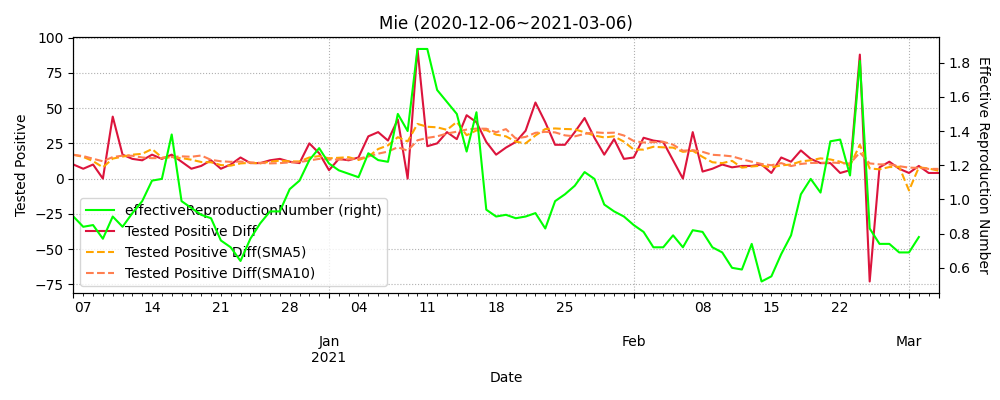 Mie (2020-12-06~2021-03-06)
Tested Positive
100
75
50
25
0
−25
−50
−75
effectiveReproductionNumber (right)
Tested Positive Diff
Tested Positive Diff(SMA5)
Tested Positive Diff(SMA10)
1.8
1.6
1.4
1.2
1.0
0.8
0.6
Effective Reproduction Number
07 14 21 28 04 11 18 25 08 15 22
Jan Feb Mar
2021
Date